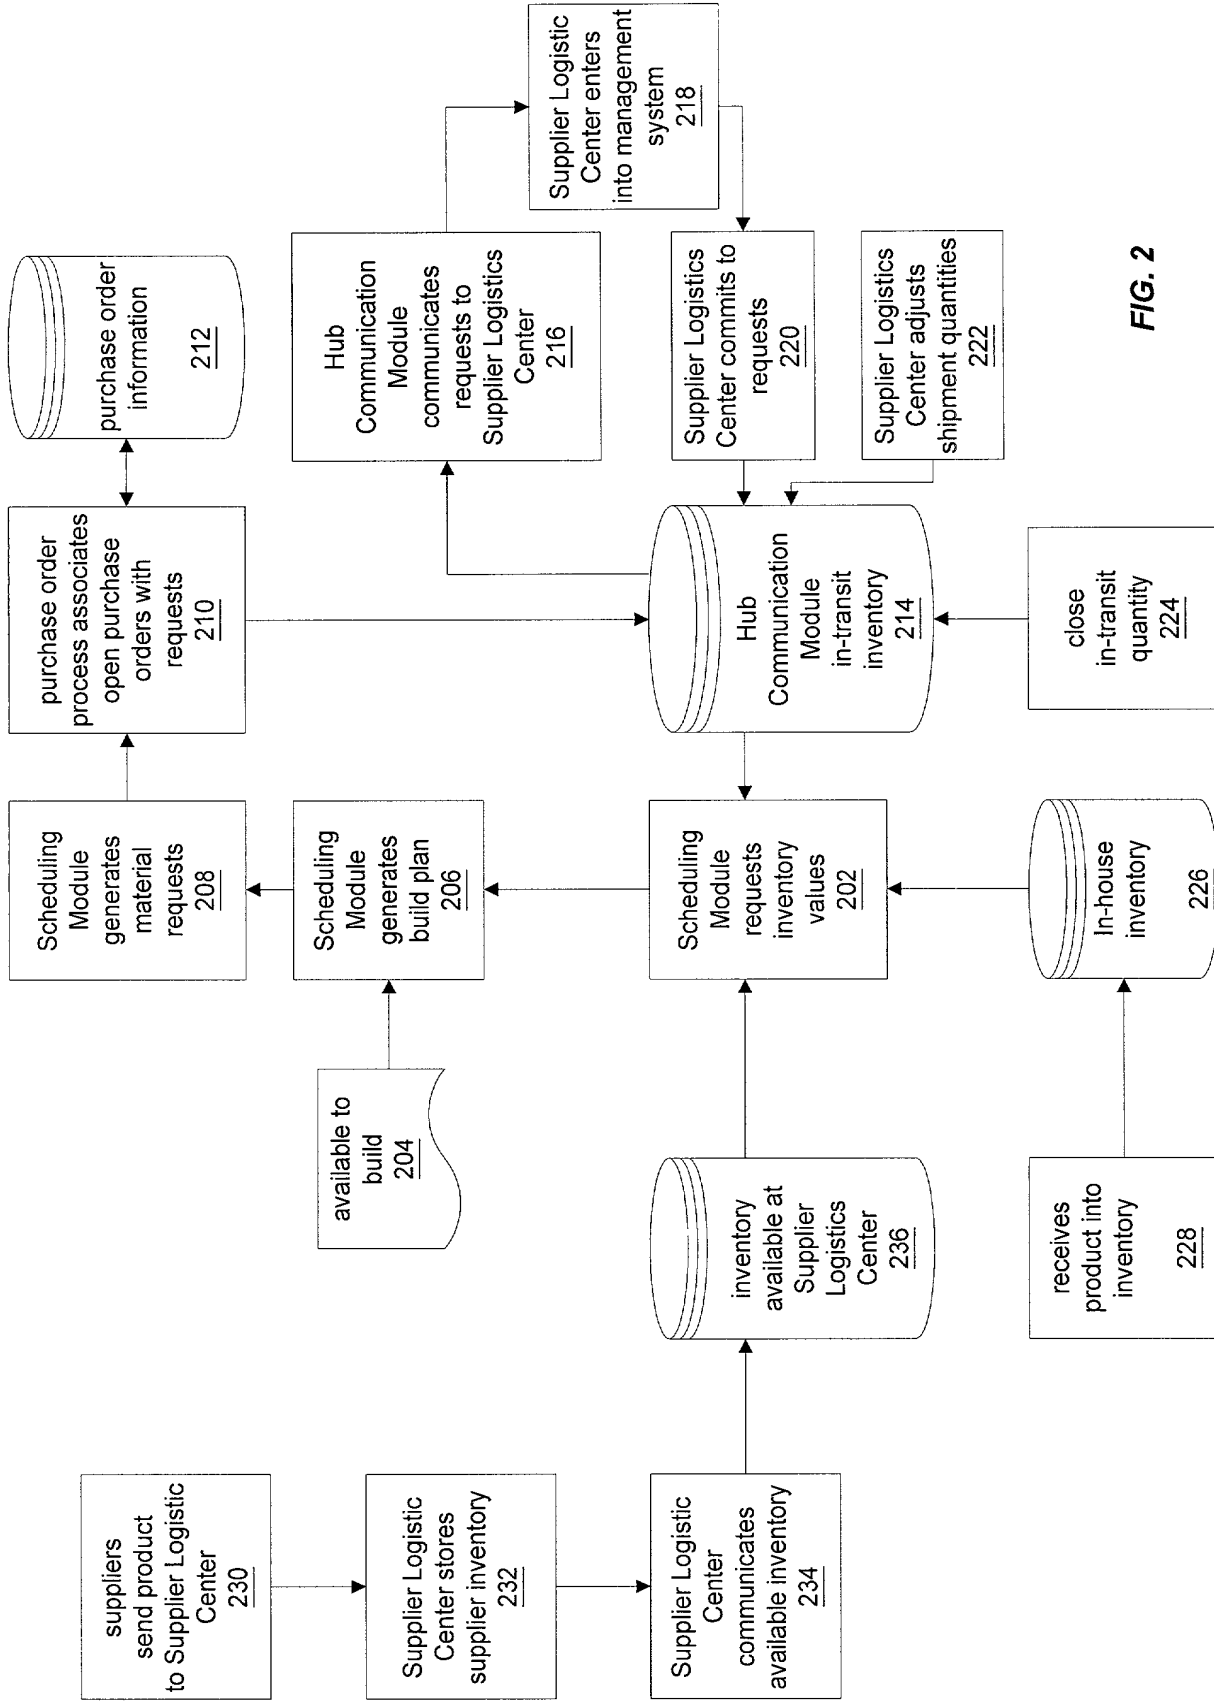 suppliers
send product
to Supplier Logistic
Center
230
Supplier Logistic
Center stores
supplier inventory
232
Supplier Logistic
Center
communicates
available inventory
234
available to
build
204
inventory
available at
Supplier
Logistics
Center
236
receives
product into
inventory
228
Scheduling
Module
generates
material
requests
208
Scheduling
Module
generates
build plan
206
Scheduling
Module
requests
inventory
values
202
In-house
inventory
226
purchase order
process associates
open purchase
orders with
requests
210
Hub
Communication
Module
in-transit
inventory
214
close
in-transit
quantity
224
purchase order
information
212
Hub
Communication
Module
communicates
requests to
Supplier Logistics
Center
216
Supplier Logistics
Center commits to
requests
220
Supplier Logistics
Center adjusts
shipment quantities
222
Supplier Logistic
Center enters
into management
system
218
FIG. 2